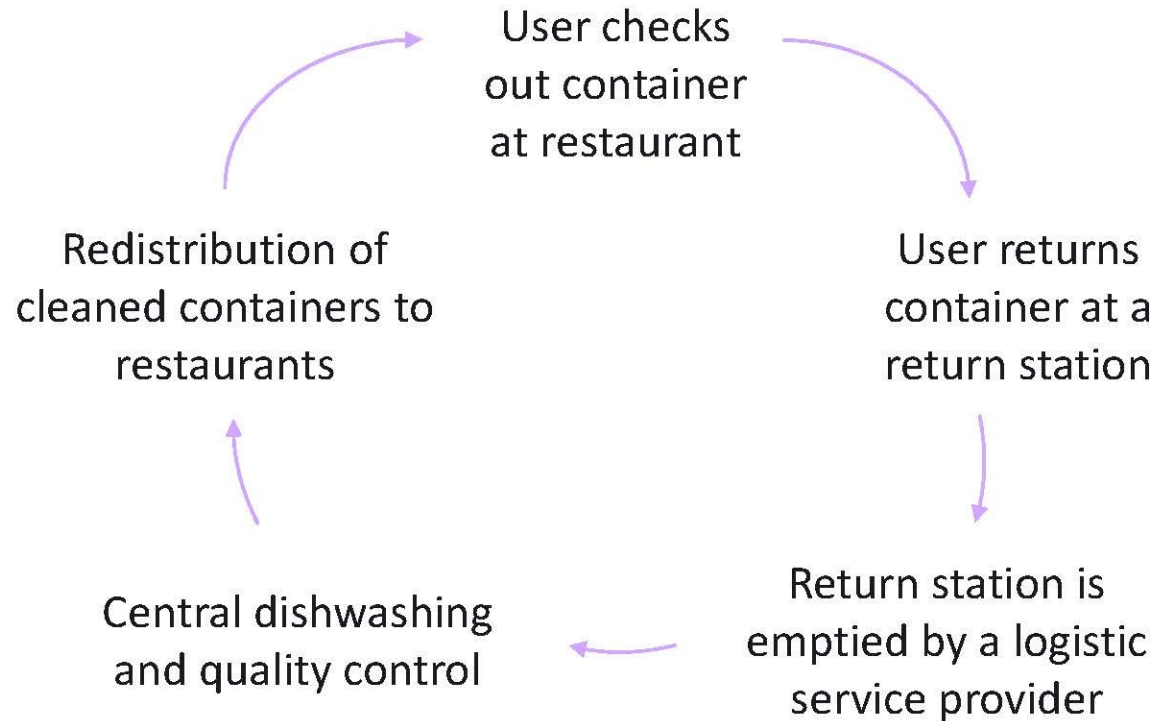 User checks
out container
at restaurant
User returns
container at a
return station
Return station is
emptied by a logistic
service provider
Central dishwashing
and quality control
Redistribution of
cleaned containers to
restaurants